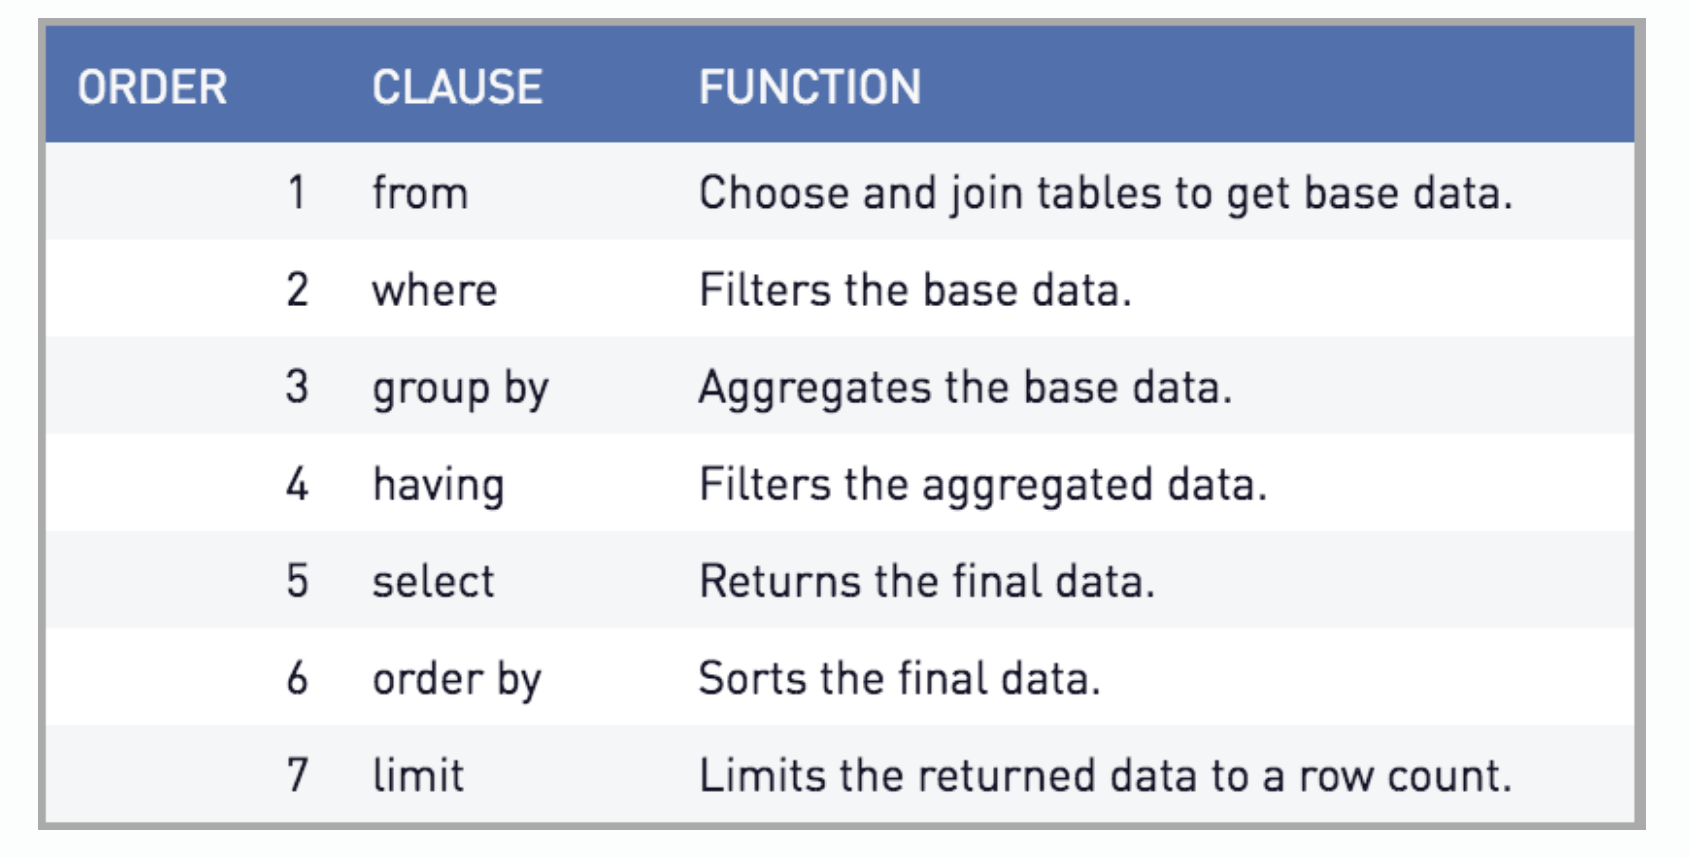 ORDER CLAUSE FUNCTION
1 from Choose and join tables to get base data.
2 where Filters the base data.
3 group by Aggregates the base data.
4 having Filters the aggregated data.
5 select Returns the final data.
6 order by Sorts the final data.
7 limit Limits the returned data to a row count.